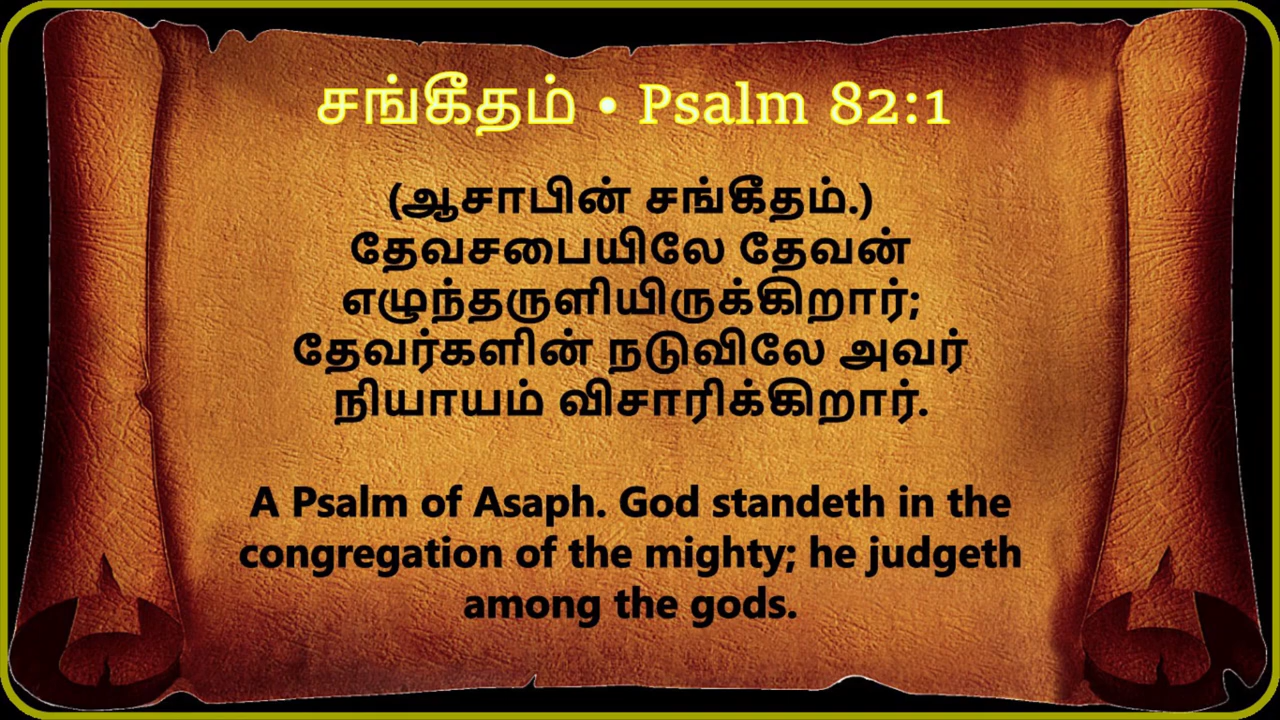 சங்கீதம் • Psalm 82:1
(ஆசாபின் சங்கீதம்.)
தேவசபையிலே தேவன்
எழுந்தருளியிருக்கிறார்;
தேவர்களின் நடுவிலே அவர்
நியாயம் விசாரிக்கிறார்.
A Psalm of Asaph. God standeth in the
congregation of the mighty; he judgeth
among the gods.